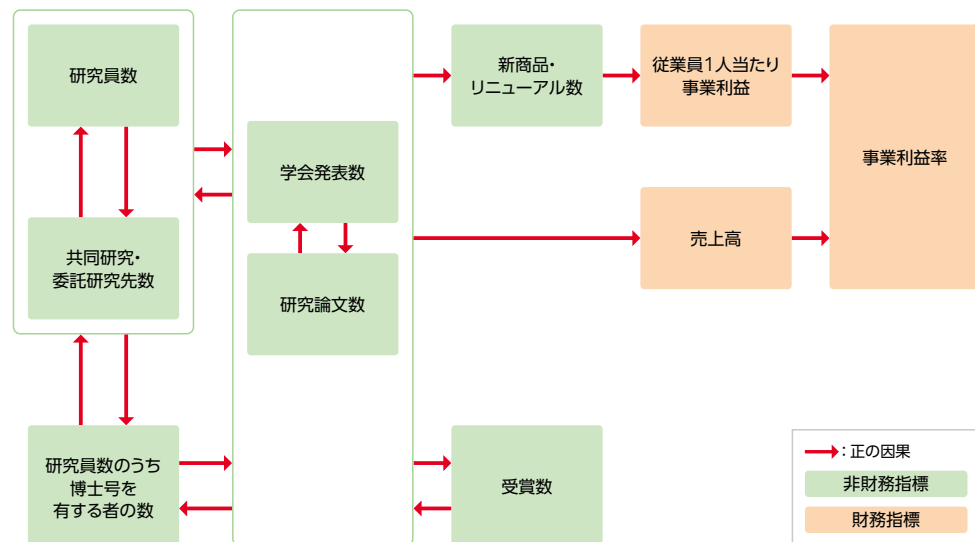 研究員数
共同研究・
委託研究先数
研究員数のうち
博士号を
有する者の数
学会発表数
研究論文数
新商品・
リニューアル数
従業員1人当たり
事業利益
売上高
事業利益率
受賞数
：正の因果
非財務指標
財務指標